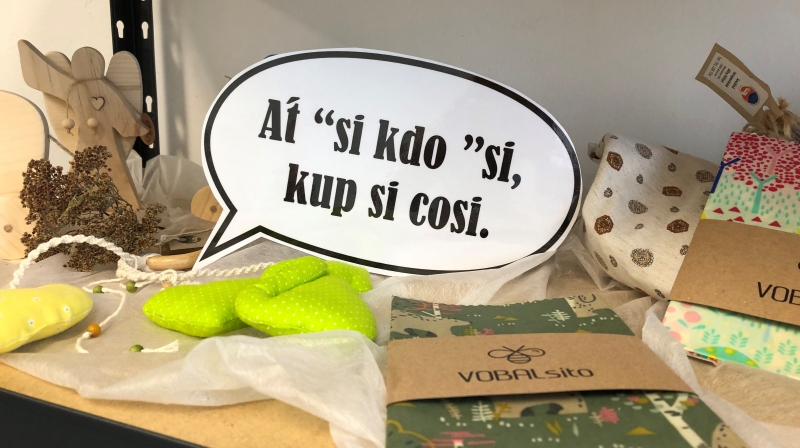 Ať “si kdo ”si,
kup si cosi.
VOBALsito
VOB